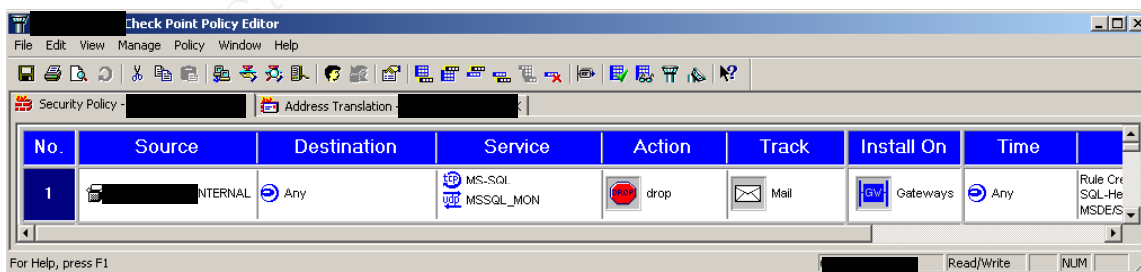 Check Point Policy Editor
File Edit View Manage Policy Window Help
Security Policy - Address Translation -
No. Source Destination Service Action Track Install On Time
1 NTERNAL Any MS-SQL drop Mail GW Gateways Any Rule Cre
MSSQL_MON SQL-He
MSDE/S
For Help, press F1 Read/Write NUM